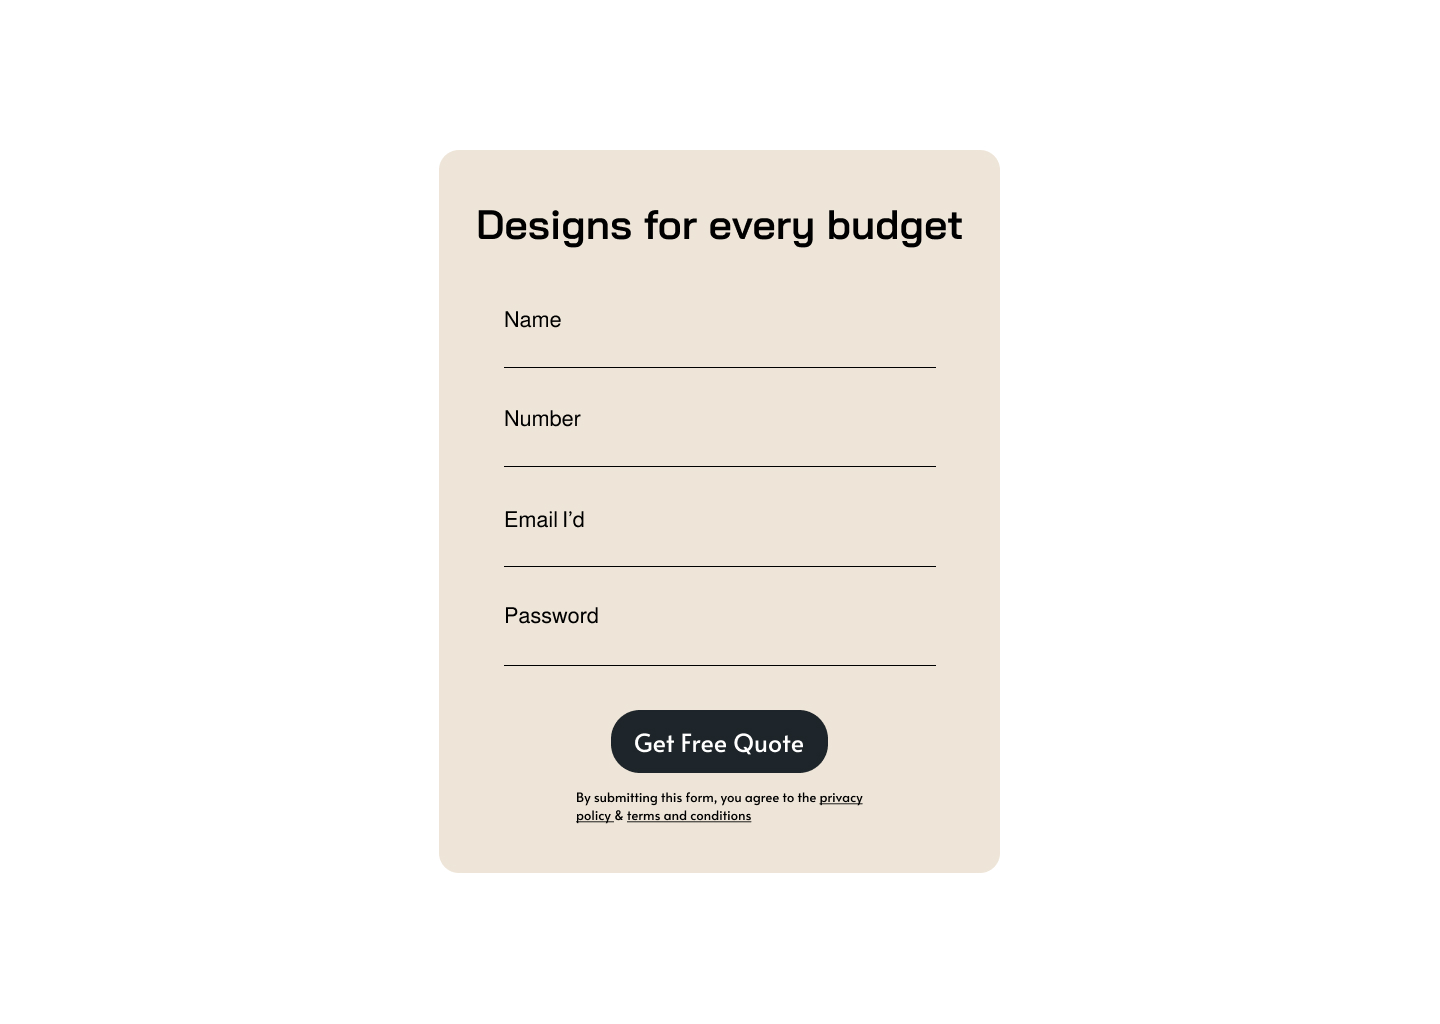 Designs for every budget
Name
Number
Email I’d
Password
Get Free Quote
By submitting this form, you agree to the privacy
policy & terms and conditions